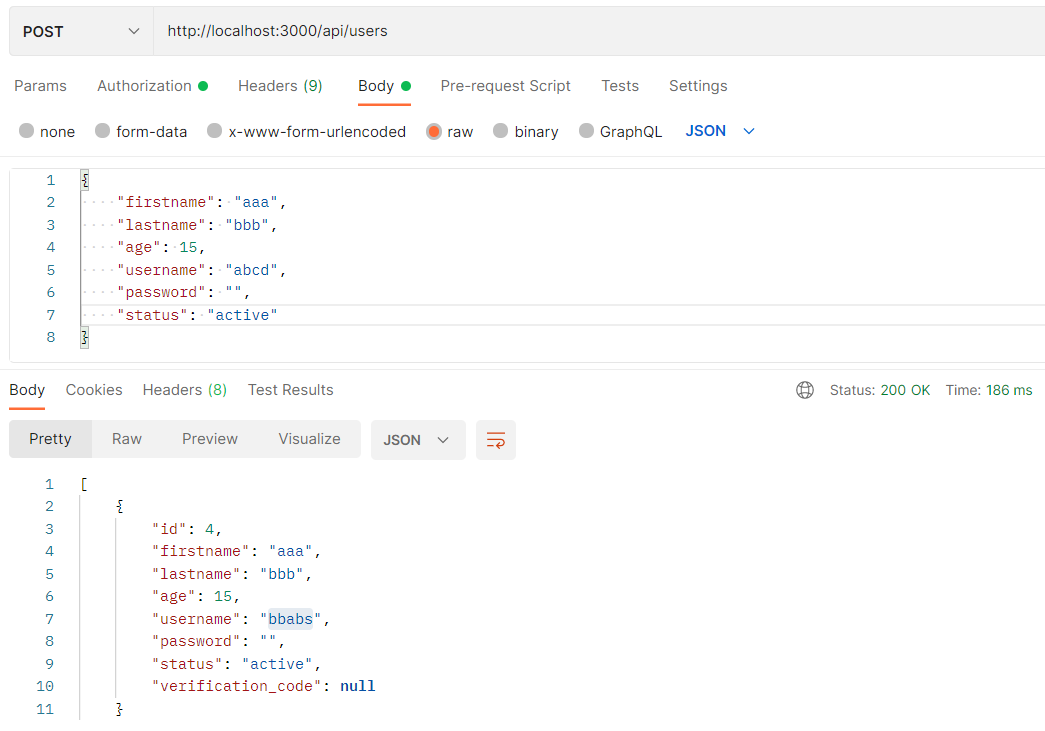 POST http://localhost:3000/api/users
Params Authorization Headers (9) Body Pre-request Script Tests Settings
none form-data x-www-form-urlencoded raw binary GraphQL JSON
1 {
2 "firstname": "aaa",
3 "lastname": "bbb",
4 "age": 15,
5 "username": "abcd",
6 "password": "",
7 "status": "active"
8 }
Body Cookies Headers (8) Test Results Status: 200 OK Time: 186 ms
Pretty Raw Preview Visualize JSON
1 [
2 {
3 "id": 4,
4 "firstname": "aaa",
5 "lastname": "bbb",
6 "age": 15,
7 "username": "bbabs",
8 "password": "",
9 "status": "active",
10 "verification_code": null
11 }